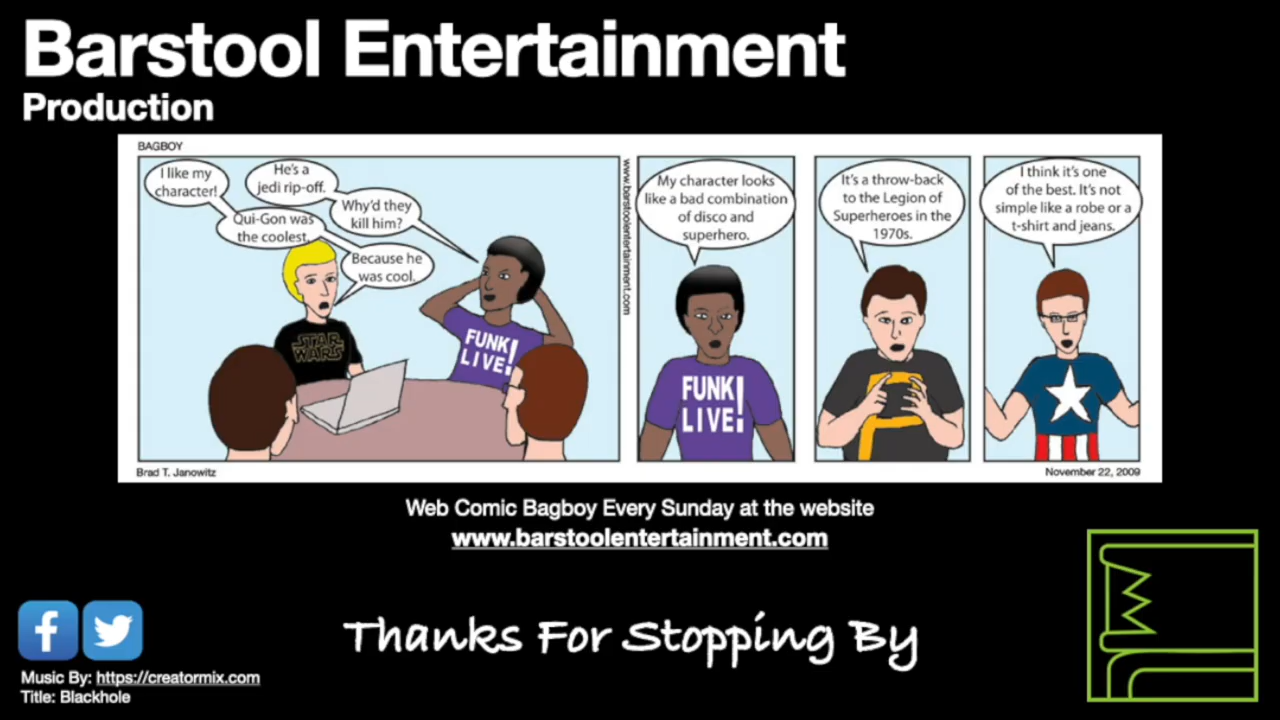 Barstool Entertainment
Production
BAGBOY
I like my
character!
He's a
jedi rip-off.
Qui-Gon was
the coolest.
Why'd they
kill him?
Because he
was cool.
STAR
WARS
FUNK
LIVE!
www.barstoolentertainment.com
My character looks
like a bad combination
of disco and
superhero.
FUNK
LIVE!
It's a throw-back
to the Legion of
Superheroes in the
1970s.
I think it's one
of the best. It's not
simple like a robe or a
t-shirt and jeans.
Brad T. Janowitz
November 22, 2009
Web Comic Bagboy Every Sunday at the website
www.barstoolentertainment.com
Thanks For Stopping By
Music By: https://creatormix.com
Title: Blackhole